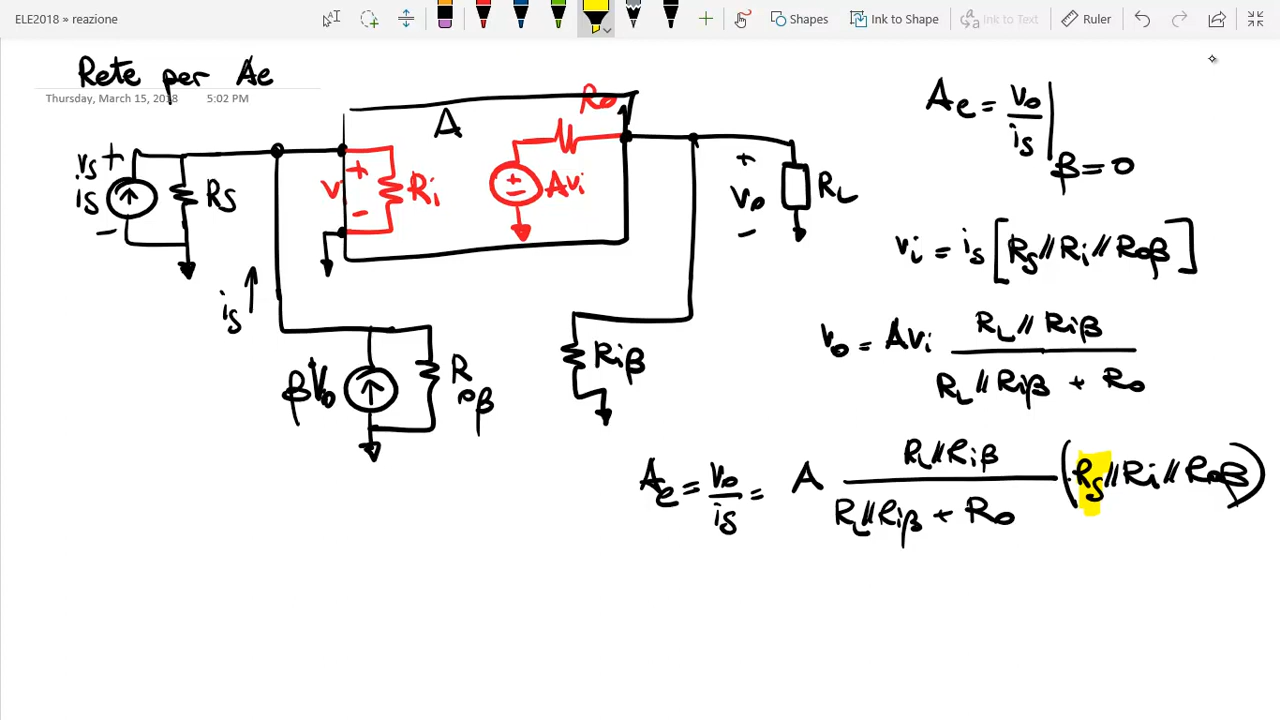 ELE2018 » reazione
Shapes
Ink to Shape
Ink to Text
Ruler
Rete per Ae
Thursday, March 15, 2018 5:02 PM
A
Ro
vs +
is
−
Rs
v
+
−
Ri
+
−
Avi
+
vo
−
RL
is ↑
βVo
Roβ
Riβ
Ae = vo/is |β=0
vi = is [Rs//Ri//Roβ]
vo = Avi (RL//Riβ)/(RL//Riβ + Ro)
Ae = vo/is = A (RL//Riβ)/(RL//Riβ + Ro) (Rs//Ri//Roβ)